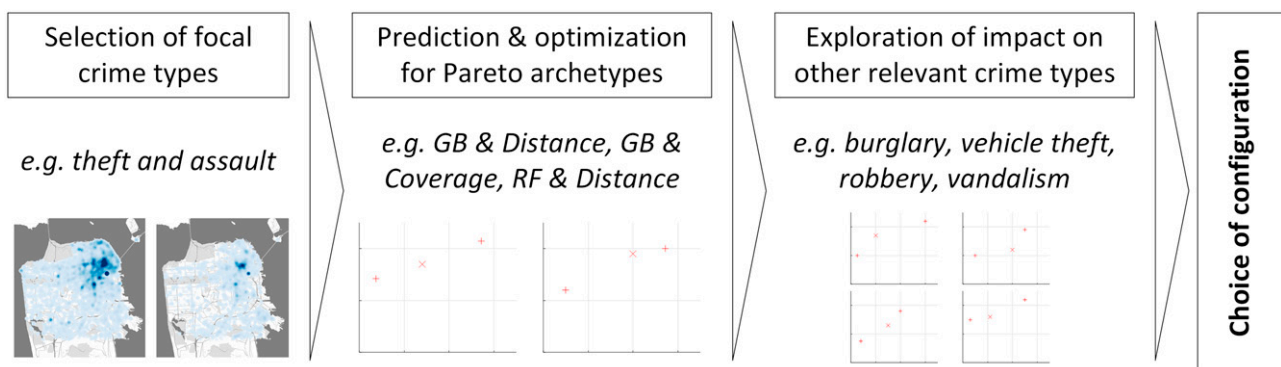 Selection of focal
crime types
e.g. theft and assault
Prediction & optimization
for Pareto archetypes
e.g. GB & Distance, GB &
Coverage, RF & Distance
Exploration of impact on
other relevant crime types
e.g. burglary, vehicle theft,
robbery, vandalism
Choice of configuration